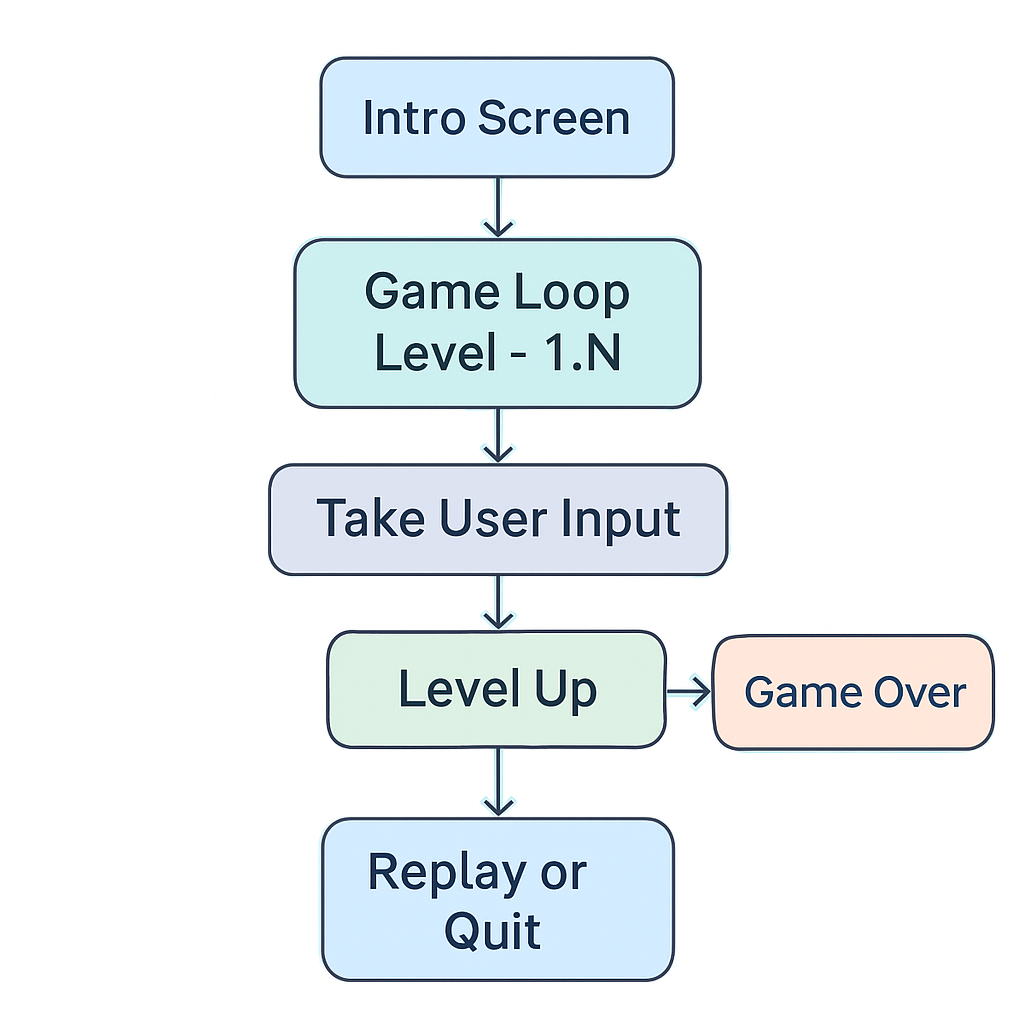 Intro Screen
Game Loop
Level - 1.N
Take User Input
Level Up
Game Over
Replay or
Quit